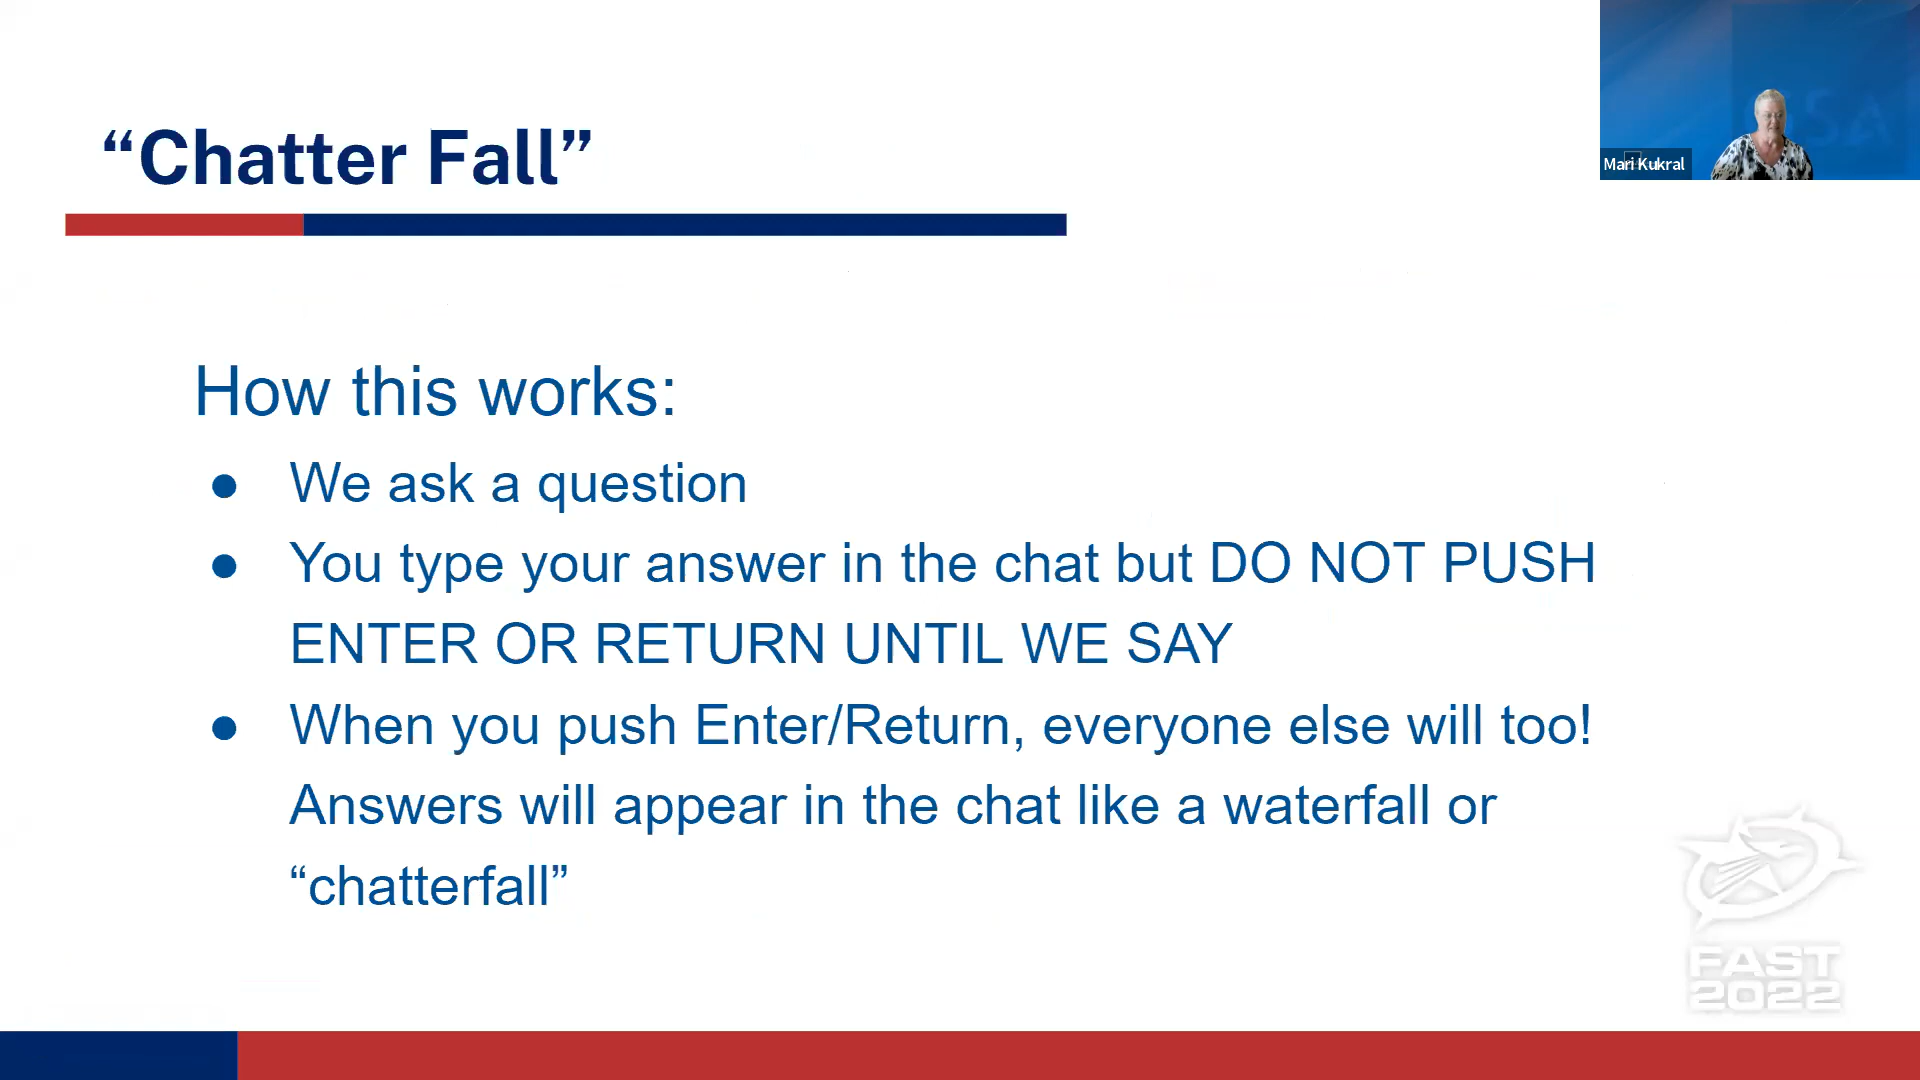 “Chatter Fall”
GSA
Mari Kukral
How this works:
● We ask a question
● You type your answer in the chat but DO NOT PUSH
ENTER OR RETURN UNTIL WE SAY
● When you push Enter/Return, everyone else will too!
Answers will appear in the chat like a waterfall or
“chatterfall”
FAST
2022